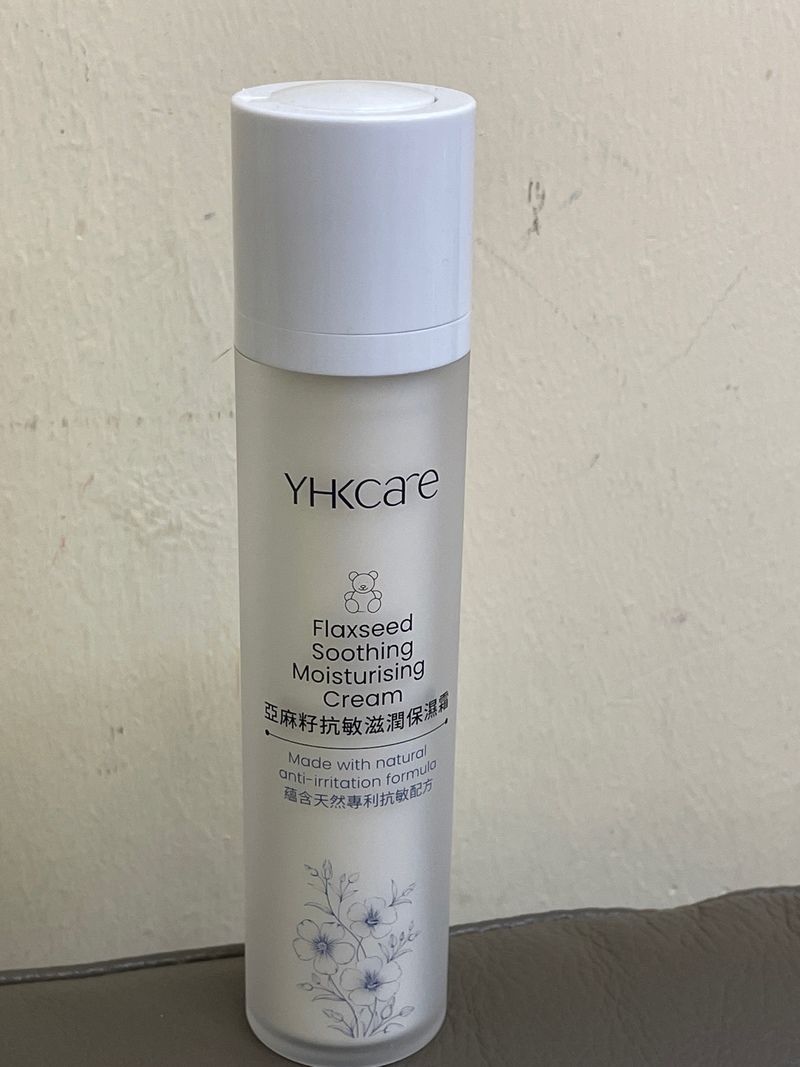 YHKCare
Flaxseed
Soothing
Moisturising
Cream
亞麻籽抗敏滋潤保濕霜
Made with natural
anti-irritation formula
蘊含天然專利抗敏配方